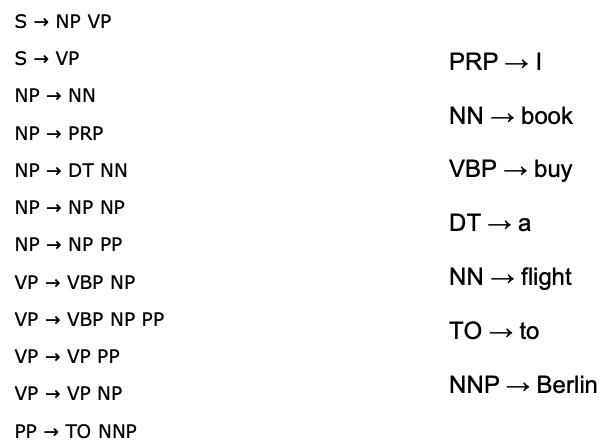 S → NP VP
S → VP
NP → NN
NP → PRP
NP → DT NN
NP → NP NP
NP → NP PP
VP → VBP NP
VP → VBP NP PP
VP → VP PP
VP → VP NP
PP → TO NNP
PRP → I
NN → book
VBP → buy
DT → a
NN → flight
TO → to
NNP → Berlin